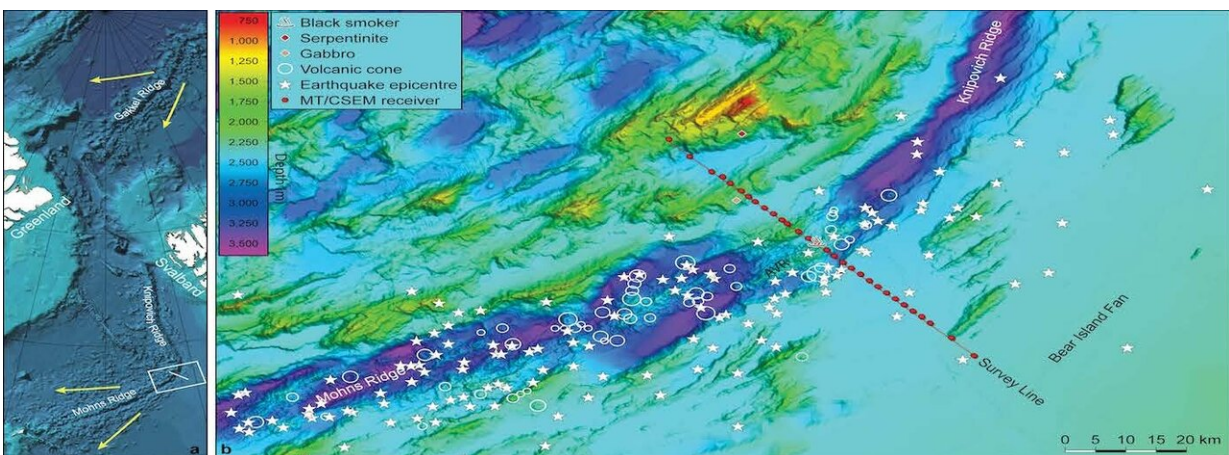 Gakkel Ridge
Greenland
Svalbard
Knipovich Ridge
Mohns Ridge
a
750
1.000
1,250
1.500
1.750
2.000
2.250
2.500
2.750
3.000
3.250
3,500
Depth (m)
Black smoker
Serpentinite
Gabbro
Volcanic cone
Earthquake epicentre
MT/CSEM receiver
Knipovich Ridge
Mohns Ridge
Survey Line
Bear Island Fan
0 5 10 15 20 km
b